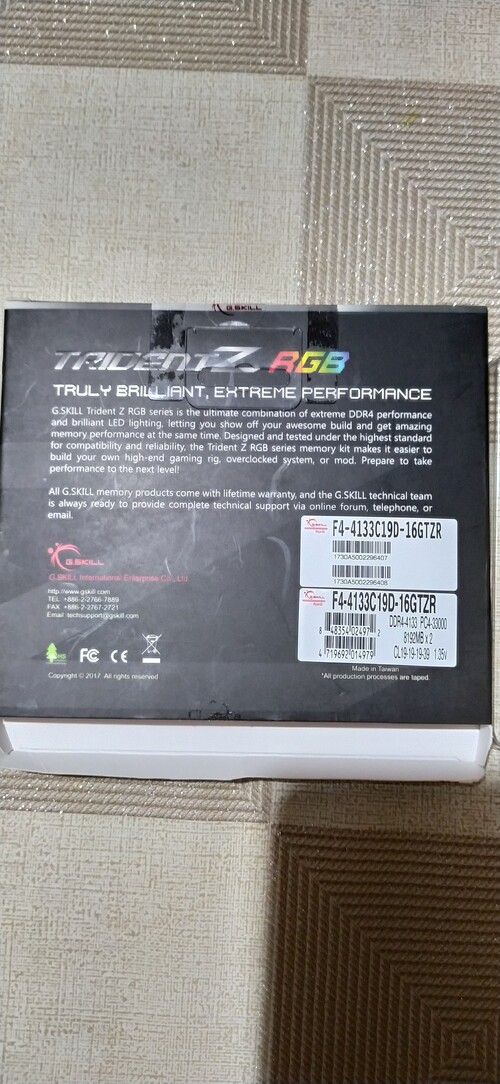 G.SKILL
TRIDENT Z RGB
TRULY BRILLIANT, EXTREME PERFORMANCE
G.SKILL Trident Z RGB series is the ultimate combination of extreme DDR4 performance
and brilliant LED lighting, letting you show off your awesome build and get amazing
memory performance at the same time. Designed and tested under the highest standard
for compatibility and reliability, the Trident Z RGB series memory kit makes it easier to
build your own high-end gaming rig, overclocked system, or mod. Prepare to take
performance to the next level!
All G.SKILL memory products come with lifetime warranty, and the G.SKILL technical team
is always ready to provide complete technical support via online forum, telephone, or
email.
F4-4133C19D-16GTZR
1730A5002296407
1730A5002296408
G.SKILL
G.SKILL International Enterprise Co., Ltd
http://www.gskill.com
TEL +886-2-2766-7889
FAX +886-2-2767-2721
Email techsupport@gskill.com
F4-4133C19D-16GTZR
DDR4-4133 PC4-33000
8192MB x 2
CL19-19-19-39 1.35v
8 48354 02497 2
4 719692 014979
FC CE
Made in Taiwan
Copyright © 2017 All rights reserved
*All production processes are taped.